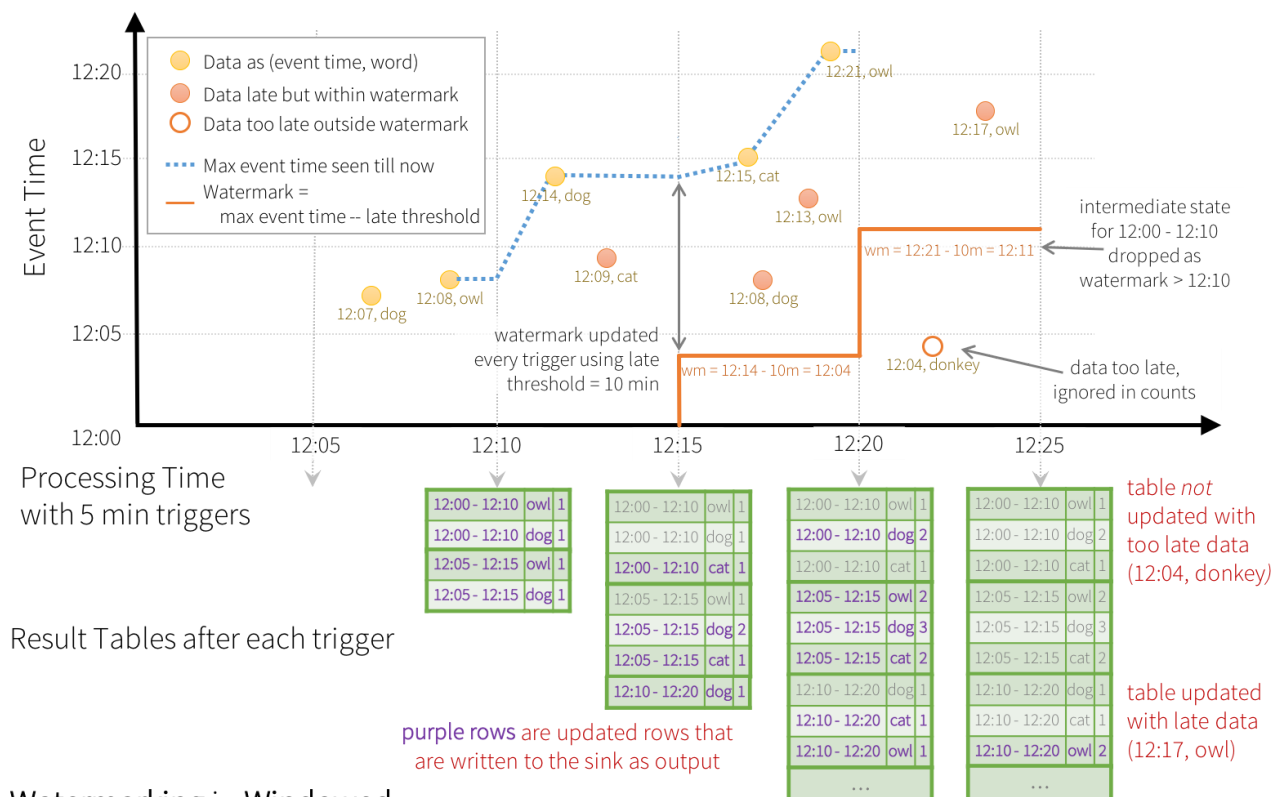 Data as (event time, word)
Data late but within watermark
Data too late outside watermark
Max event time seen till now
Watermark =
max event time -- late threshold
Event Time
12:20
12:15
12:10
12:05
12:00
12:21, owl
12:17, owl
12:15, cat
12:14, dog
12:13, owl
12:09, cat
12:08, owl
12:08, dog
12:07, dog
12:04, donkey
wm = 12:21 - 10m = 12:11
wm = 12:14 - 10m = 12:04
intermediate state
for 12:00 - 12:10
dropped as
watermark > 12:10
watermark updated
every trigger using late
threshold = 10 min
data too late,
ignored in counts
12:05
12:10
12:15
12:20
12:25
Processing Time
with 5 min triggers
Result Tables after each trigger
12:00 - 12:10 owl 1
12:00 - 12:10 dog 1
12:05 - 12:15 owl 1
12:05 - 12:15 dog 1
12:00 - 12:10 owl 1
12:00 - 12:10 dog 1
12:00 - 12:10 cat 1
12:05 - 12:15 owl 1
12:05 - 12:15 dog 2
12:05 - 12:15 cat 1
12:10 - 12:20 dog 1
12:00 - 12:10 owl 1
12:00 - 12:10 dog 2
12:00 - 12:10 cat 1
12:05 - 12:15 owl 2
12:05 - 12:15 dog 3
12:05 - 12:15 cat 2
12:10 - 12:20 dog 1
12:10 - 12:20 cat 1
12:10 - 12:20 owl 1
...
12:00 - 12:10 owl 1
12:00 - 12:10 dog 2
12:00 - 12:10 cat 1
12:05 - 12:15 owl 2
12:05 - 12:15 dog 3
12:05 - 12:15 cat 2
12:10 - 12:20 dog 1
12:10 - 12:20 cat 1
12:10 - 12:20 owl 2
...
table not
updated with
too late data
(12:04, donkey)
table updated
with late data
(12:17, owl)
purple rows are updated rows that
are written to the sink as output
Watermarking in Windowed